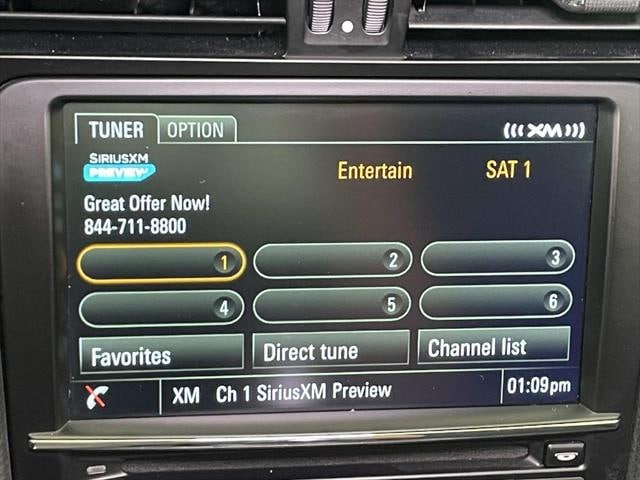 TUNER OPTION
(((XM)))
SIRIUSXM
PREVIEW
Entertain SAT 1
Great Offer Now!
844-711-8800
1 2 3
4 5 6
Favorites Direct tune Channel list
XM Ch 1 SiriusXM Preview 01:09pm